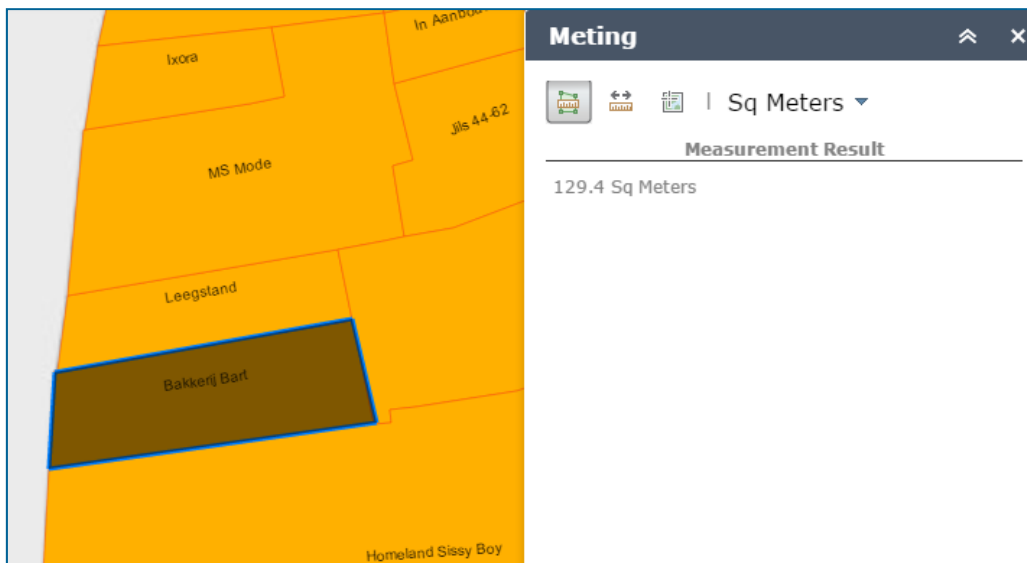 In Aanbouw
Ixora
Jils 44-62
MS Mode
Leegstand
Bakkerij Bart
Homeland Sissy Boy
Meting
Sq Meters
Measurement Result
129.4 Sq Meters